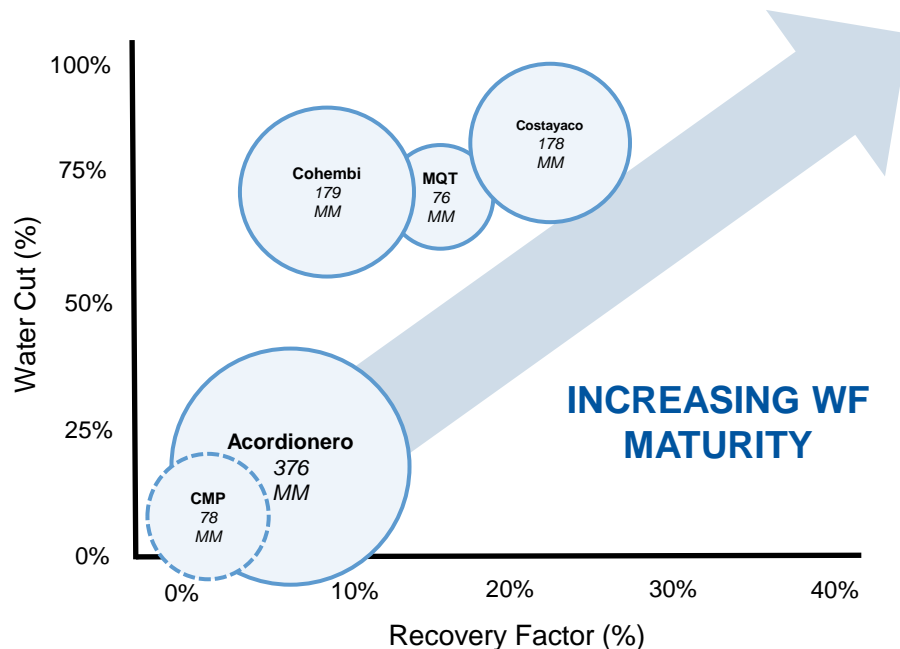 100%
75%
50%
25%
0%
Water Cut (%)
Cohembi
179
MM
MQT
76
MM
Costayaco
178
MM
Acordionero
376
MM
CMP
78
MM
INCREASING WF
MATURITY
0%
10%
20%
30%
40%
Recovery Factor (%)